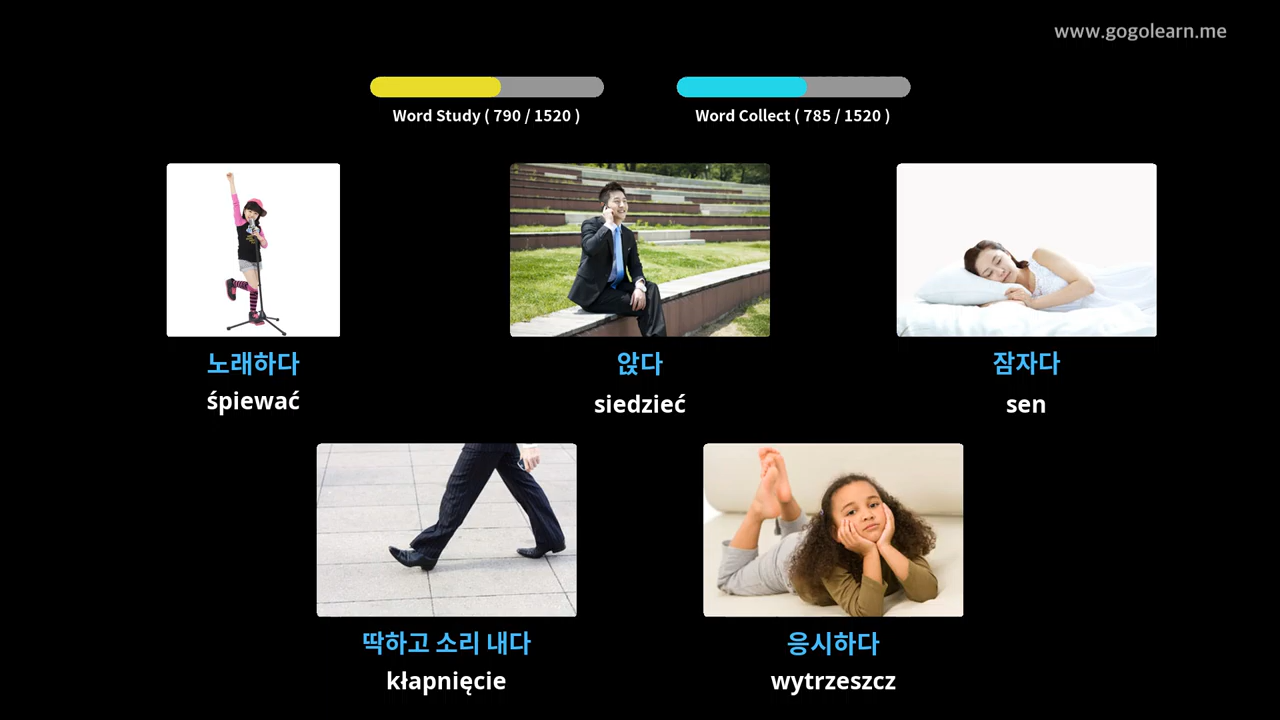 www.gogolearn.me
Word Study ( 790 / 1520 )
Word Collect ( 785 / 1520 )
노래하다
śpiewać
앉다
siedzieć
잠자다
sen
딱하고 소리 내다
kłapnięcie
응시하다
wytrzeszcz